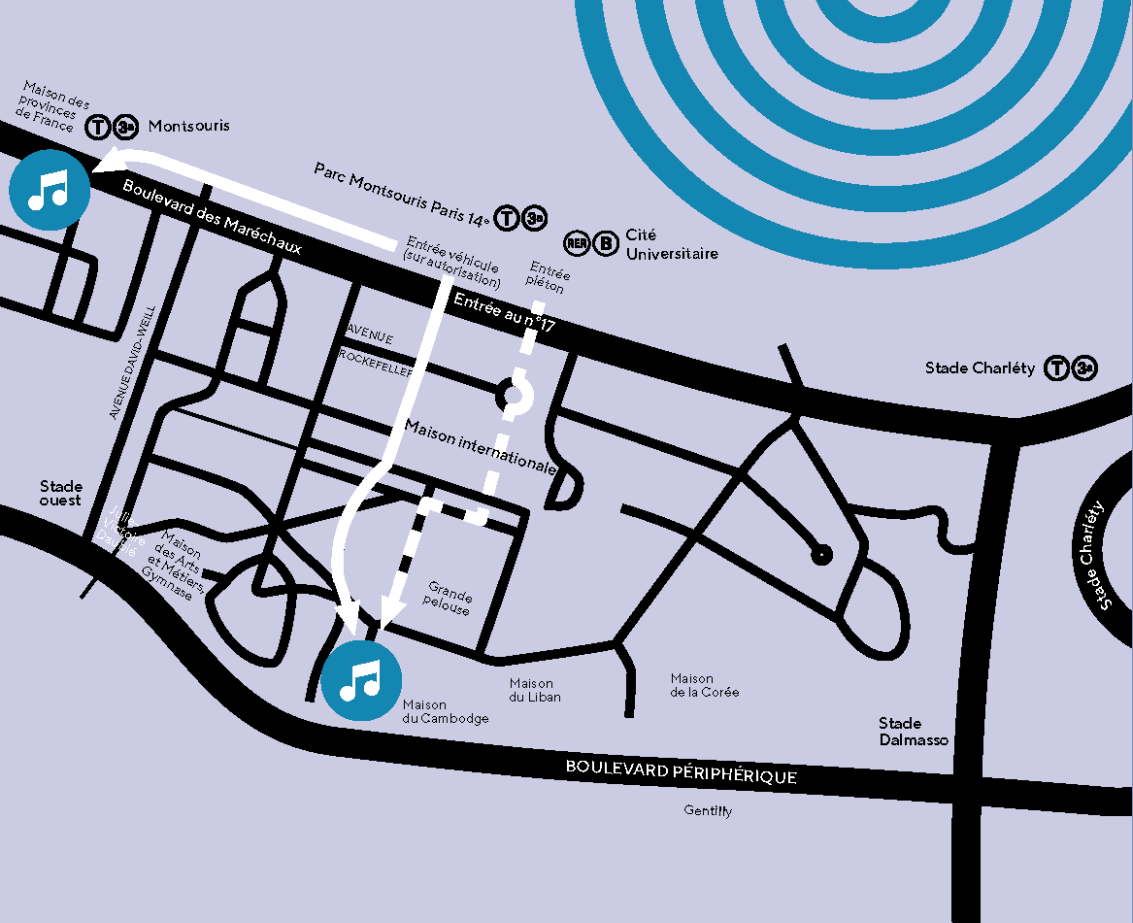 Maison des
provinces
de France
T 3a Montsouris
Parc Montsouris Paris 14e T 3a
RER B Cité
Universitaire
Boulevard des Maréchaux
Entrée véhicule
(sur autorisation)
Entrée
piéton
Entrée au n°17
AVENUE
ROCKEFELLER
AVENUE DAVID-WEILL
Stade Charléty T 3a
Maison internationale
Stade
ouest
Julie-
Victoire
Daubié
Maison
des Arts
et Métiers,
Gymnase
Stade Charléty
Grande
pelouse
Maison
du Liban
Maison
de la Corée
Maison
du Cambodge
Stade
Dalmasso
BOULEVARD PÉRIPHÉRIQUE
Gentilly